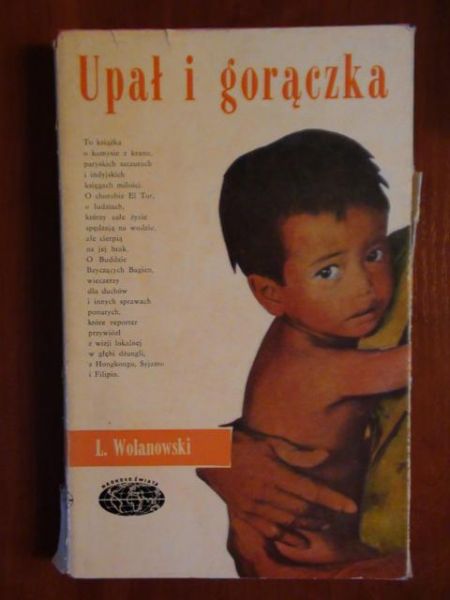 Upał i gorączka
To książka
o kumysie z kranu,
paryskich szczurach
i indyjskich
księgach miłości.
O chorobie El Tor,
o ludziach,
którzy całe życie
spędzają na wodzie,
ale cierpią
na jej brak.
O Buddzie
Bzyczących Bagien,
wieczerzy
dla duchów
i innych sprawach
ponurych,
które reporter
przywiózł
z wizji lokalnej
w głębi dżungli,
z Hongkongu, Syjamu
i Filipin.
L. Wolanowski
NAOKOŁO ŚWIATA